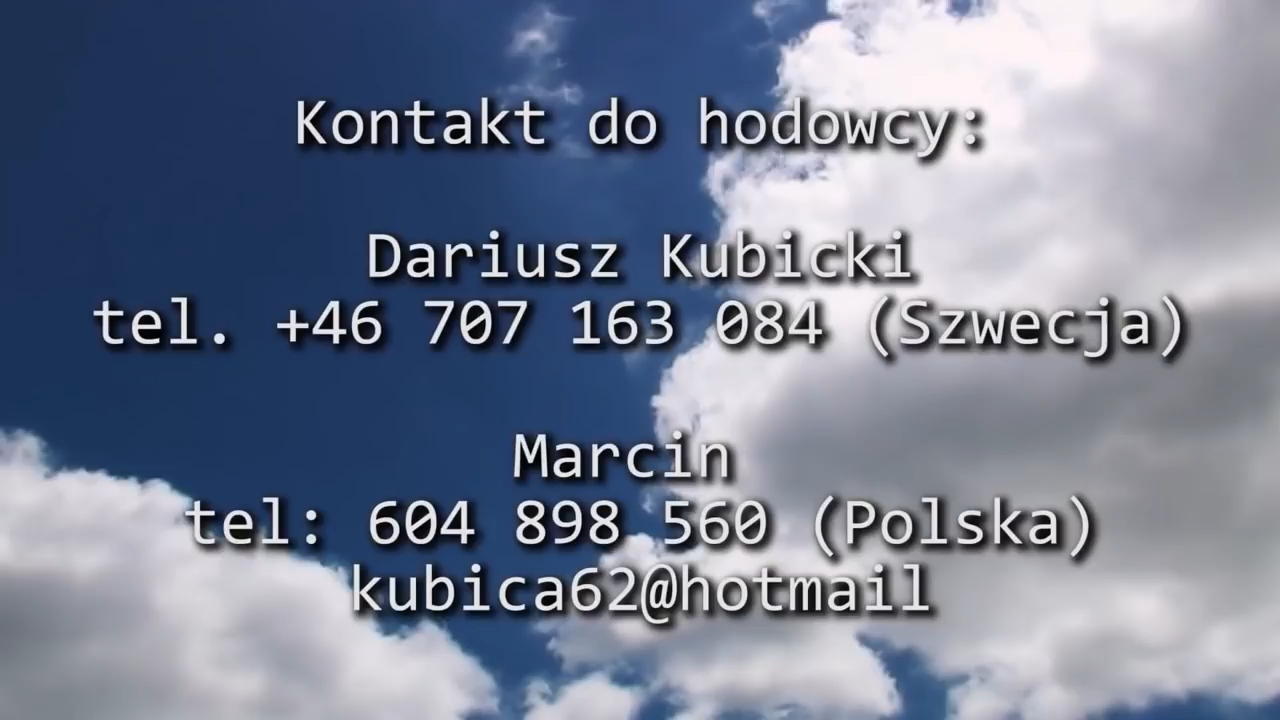 Kontakt do hodowcy:
Dariusz Kubicki
tel. +46 707 163 084 (Szwecja)
Marcin
tel: 604 898 560 (Polska)
kubica62@hotmail